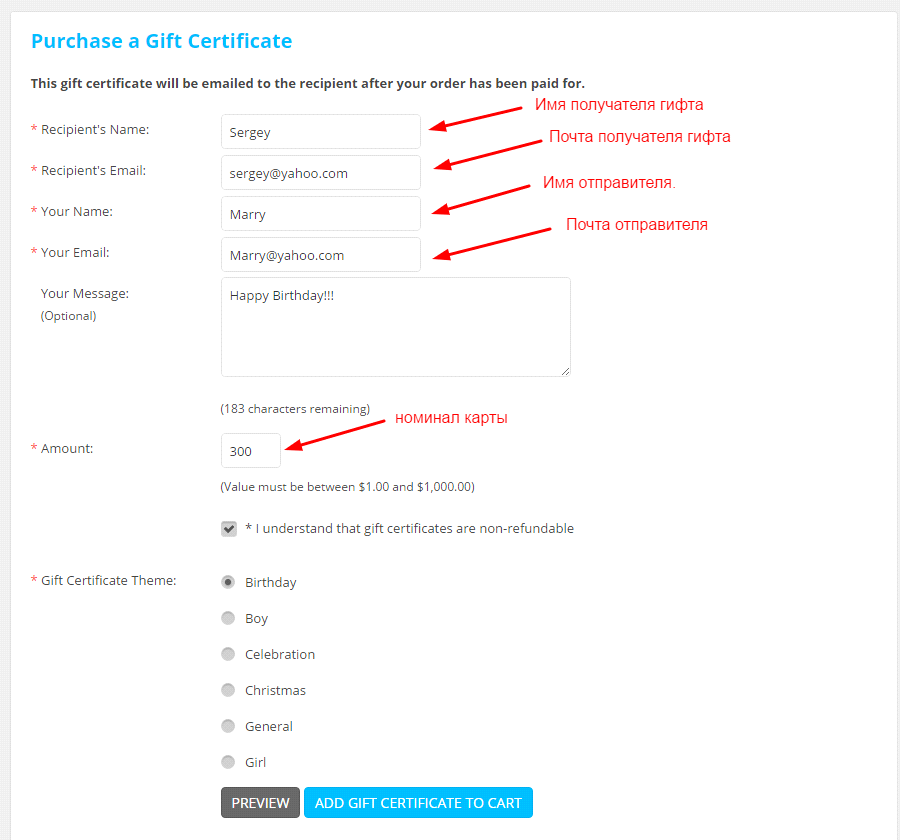 Purchase a Gift Certificate
This gift certificate will be emailed to the recipient after your order has been paid for.
* Recipient's Name: Sergey Имя получателя гифта
* Recipient's Email: sergey@yahoo.com Почта получателя гифта
* Your Name: Marry Имя отправителя.
* Your Email: Marry@yahoo.com Почта отправителя
Your Message: Happy Birthday!!!
(Optional)
(183 characters remaining)
номинал карты
* Amount: 300
(Value must be between $1.00 and $1,000.00)
* I understand that gift certificates are non-refundable
* Gift Certificate Theme: Birthday
Boy
Celebration
Christmas
General
Girl
PREVIEW ADD GIFT CERTIFICATE TO CART